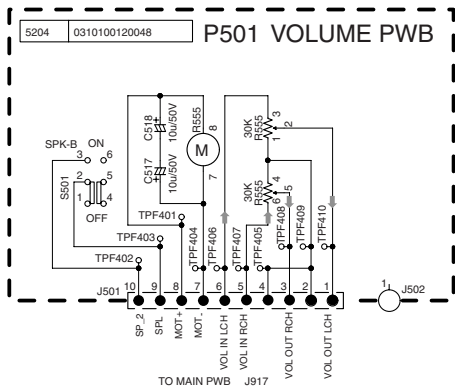 5204 0310100120048
P501 VOLUME PWB
SPK-B ON
3 6
2 5
1 4
S501
OFF
C518
10u/50V
C517
10u/50V
R555
8
M
7
30K
R555
3
2
1
30K
R555
4
5
6
TPF401
TPF403
TPF402
TPF404
TPF406
TPF407
TPF405
TPF408
TPF409
TPF410
J501
10 9 8 7 6 5 4 3 2 1
1
J502
SP_2
SPL
MOT+
MOT-
VOL IN LCH
VOL IN RCH
VOL OUT RCH
VOL OUT LCH
TO MAIN PWB J917